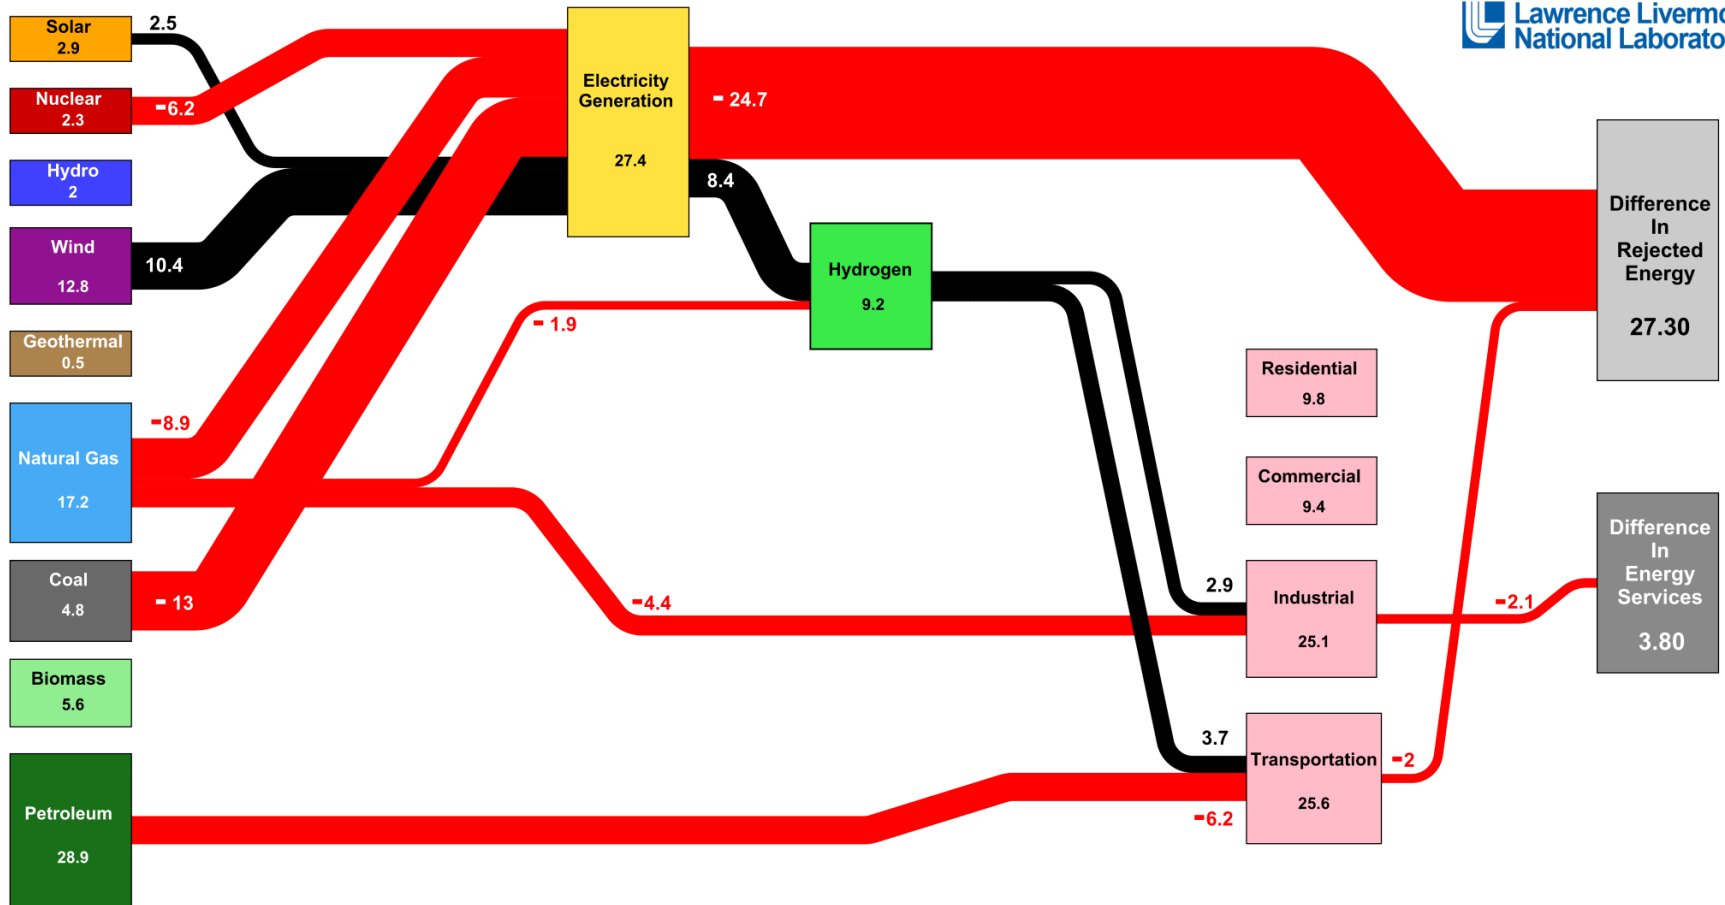 Solar
2.9
2.5
Nuclear
2.3
-6.2
Hydro
2
Wind
12.8
10.4
Geothermal
0.5
Natural Gas
17.2
-8.9
Coal
4.8
- 13
Biomass
5.6
Petroleum
28.9
Electricity
Generation
27.4
- 24.7
8.4
Hydrogen
9.2
- 1.9
-4.4
Residential
9.8
Commercial
9.4
2.9
Industrial
25.1
-2.1
3.7
Transportation
25.6
-6.2
-2
Lawrence Livermo
National Laborato
Difference
In
Rejected
Energy
27.30
Difference
In
Energy
Services
3.80